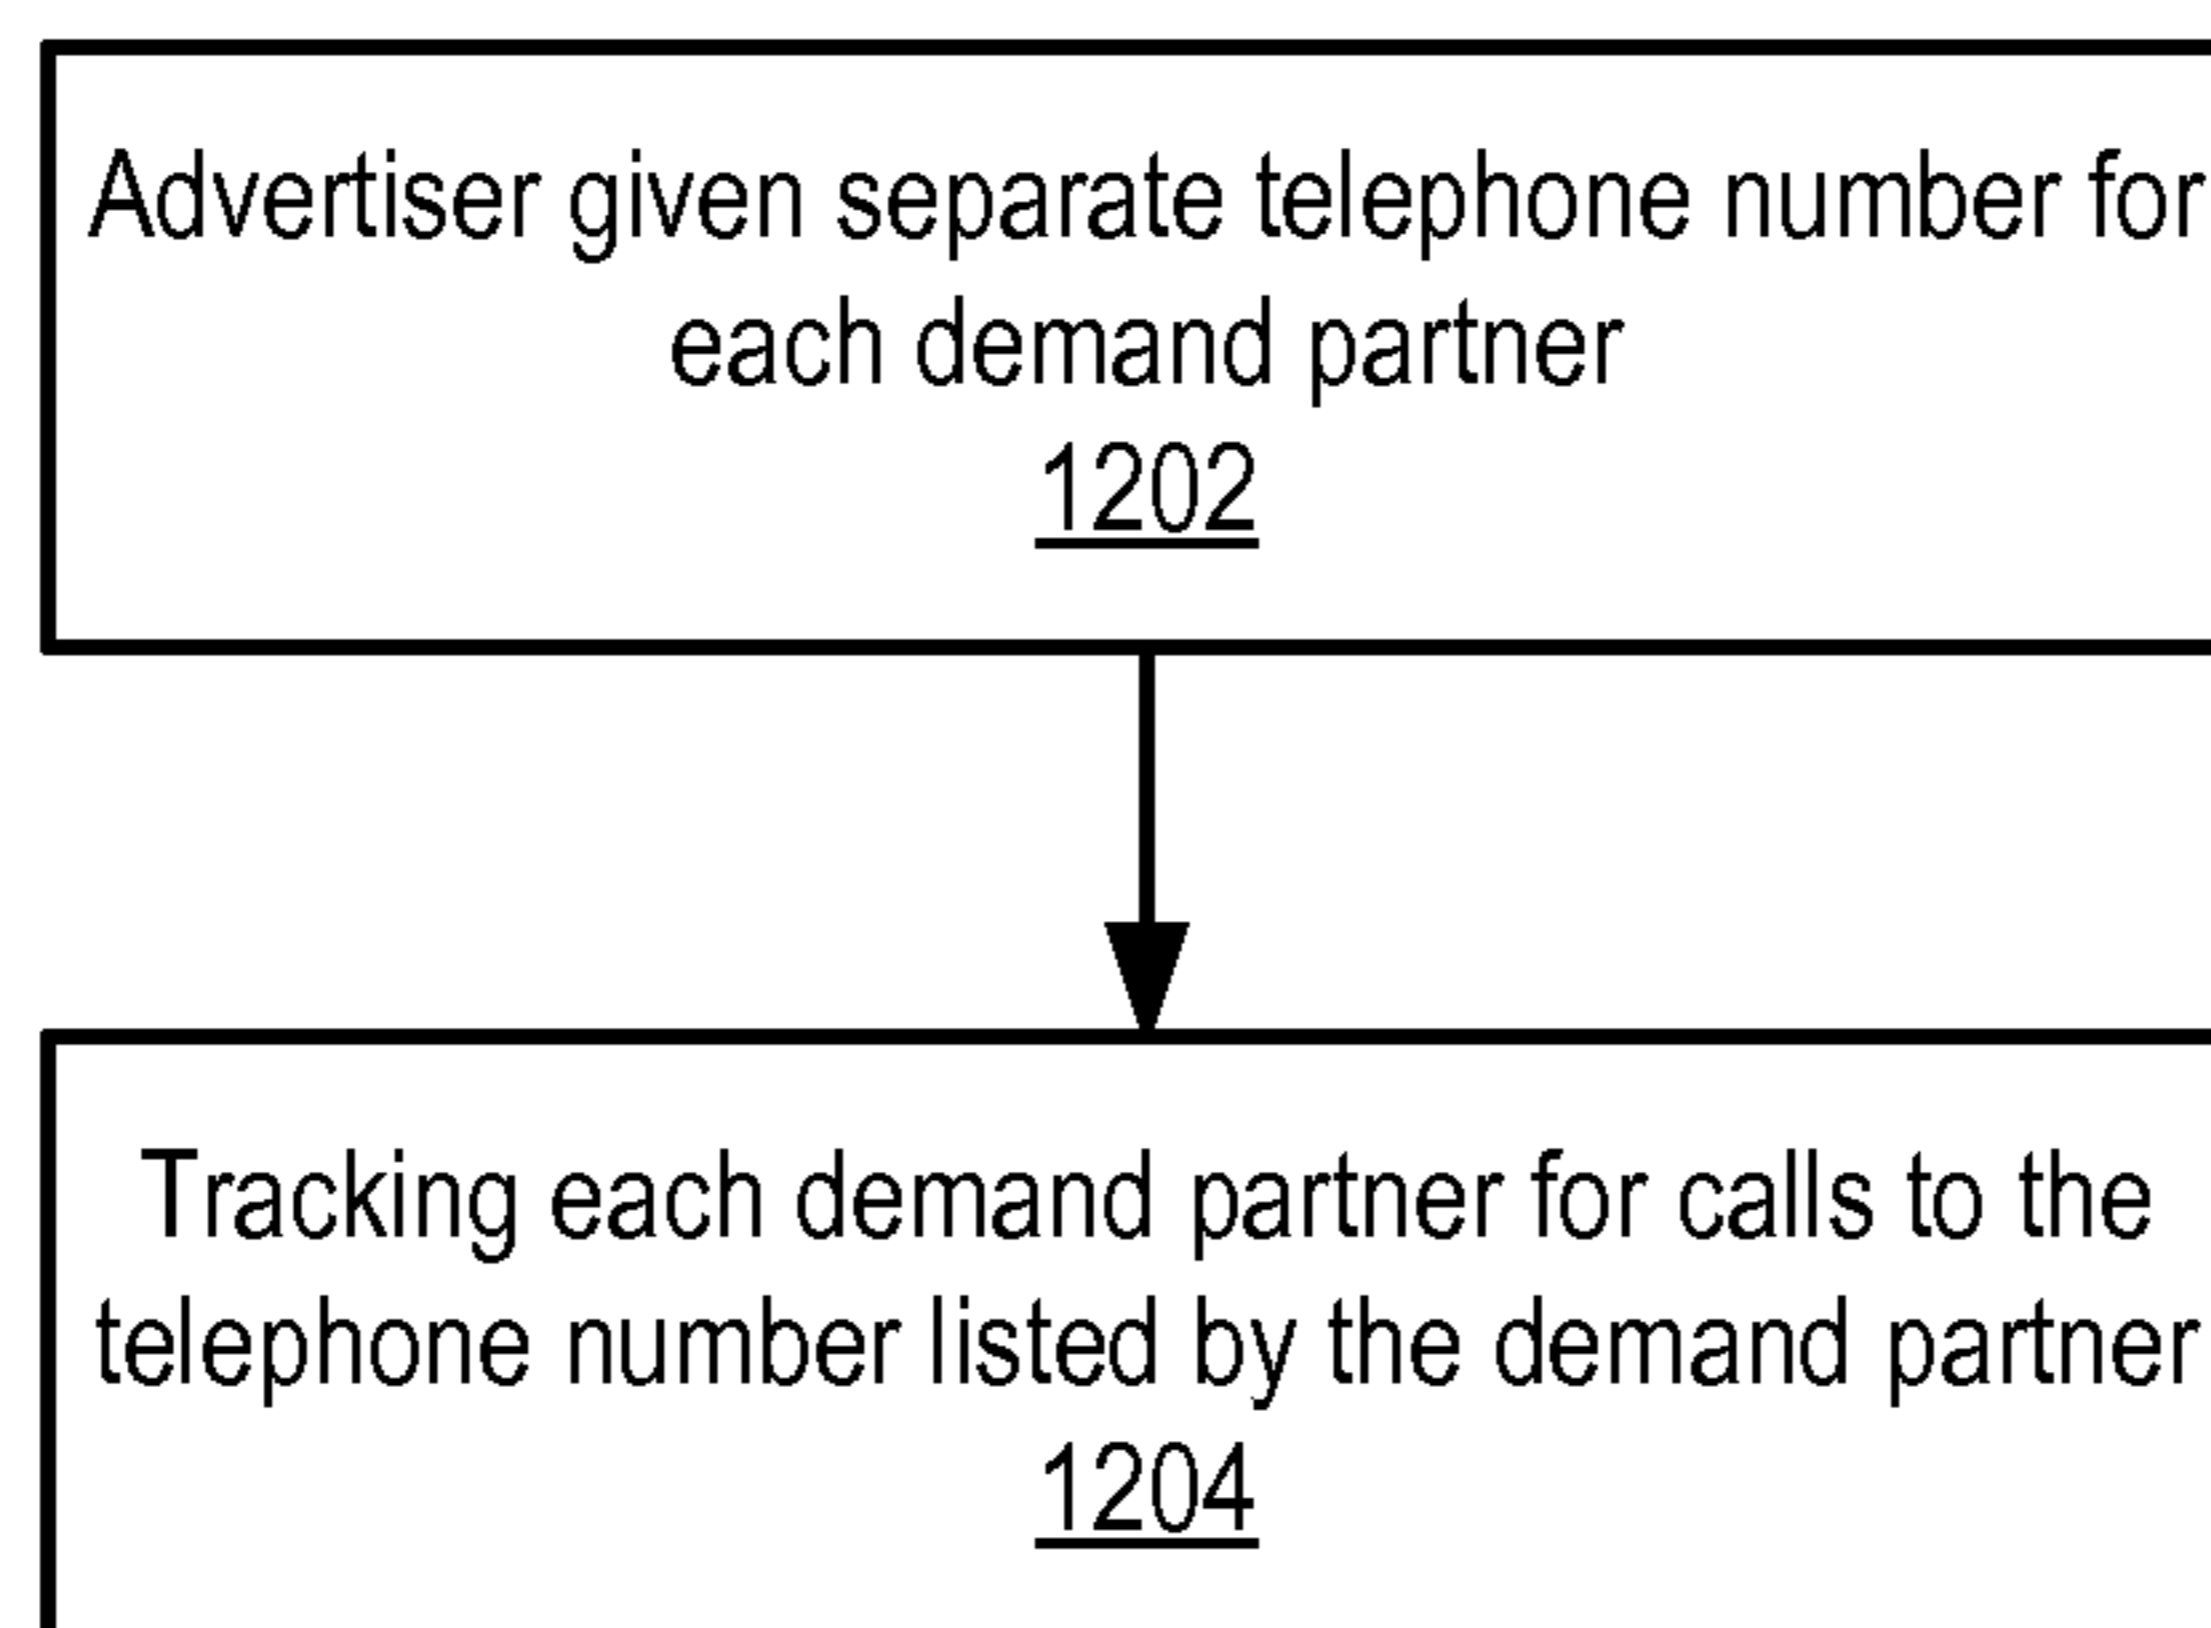 Advertiser given separate telephone number for
each demand partner
1202
Tracking each demand partner for calls to the
telephone number listed by the demand partner
1204